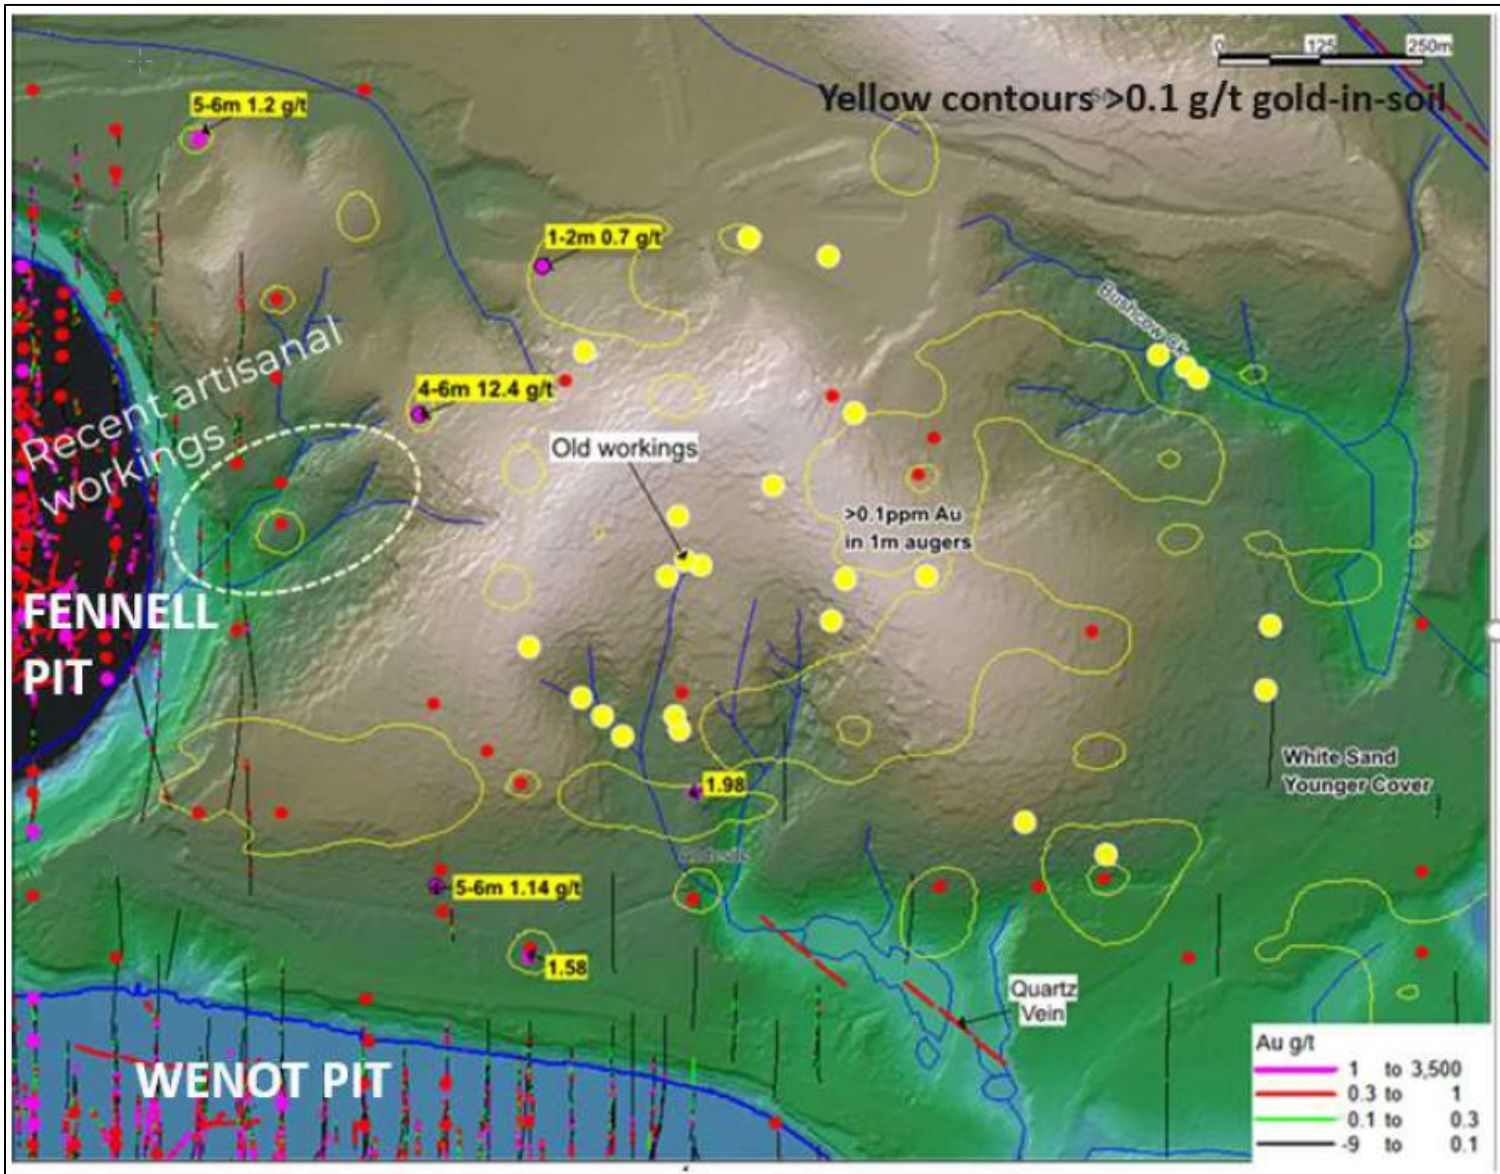 0 125 250m
Yellow contours >0.1 g/t gold-in-soil
5-6m 1.2 g/t
1-2m 0.7 g/t
Bushcow Ck
Recent artisanal
workings
4-6m 12.4 g/t
Old workings
>0.1ppm Au
in 1m augers
FENNELL
PIT
White Sand
Younger Cover
1.98
5-6m 1.14 g/t
1.58
Quartz
Vein
WENOT PIT
Au g/t
1 to 3,500
0.3 to 1
0.1 to 0.3
-9 to 0.1